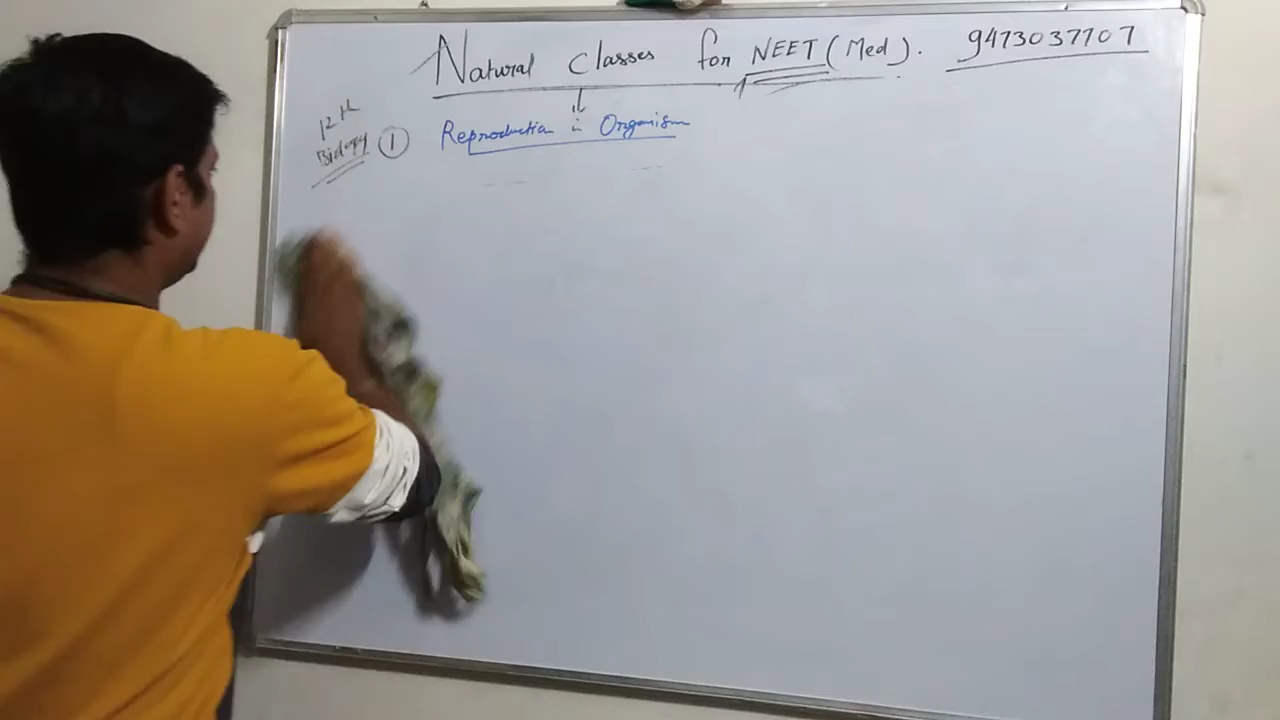 Natural Classes for NEET (Med). 9473037707
12th
Biology ① Reproduction in Organism